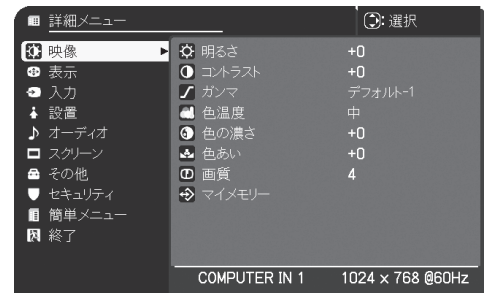 詳細メニュー
: 選択
映像
表示
入力
設置
オーディオ
スクリーン
その他
セキュリティ
簡単メニュー
終了
明るさ +0
コントラスト +0
ガンマ デフォルト-1
色温度 中
色の濃さ +0
色あい +0
画質 4
マイメモリー
COMPUTER IN 1 1024 × 768 @60Hz